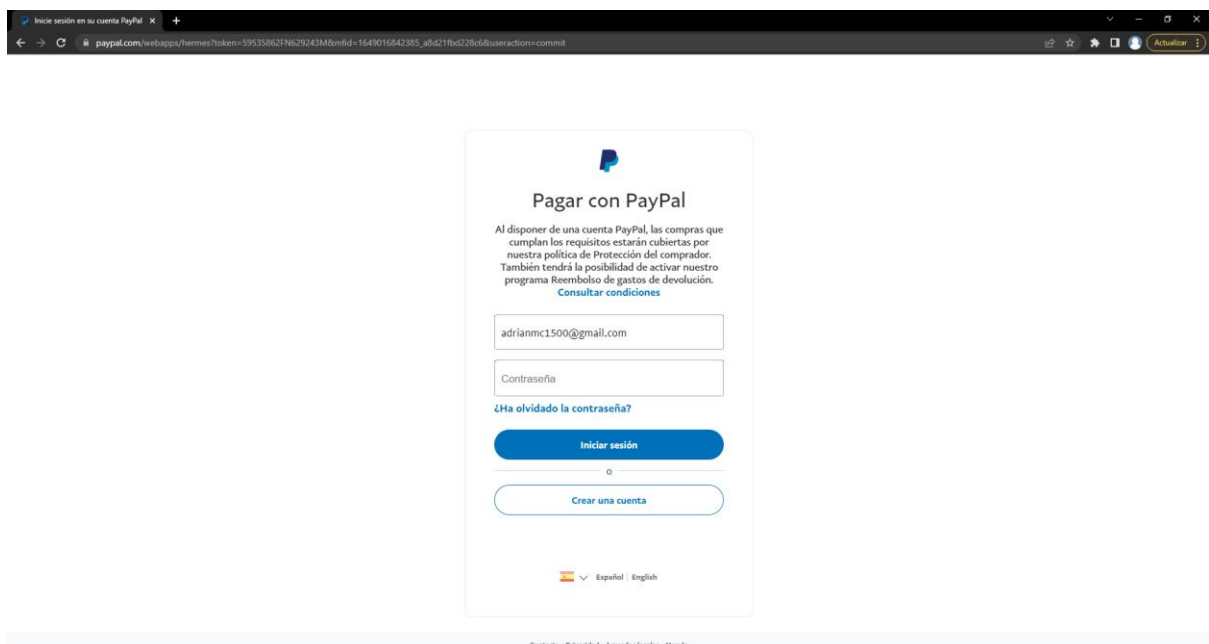 Inicie sesión en su cuenta PayPal
paypal.com/webapps/hermes?token=59535862FN629243M&mfid=1649016842385_a8d21fbd228c6&useraction=commit
Actualizar
Pagar con PayPal
Al disponer de una cuenta PayPal, las compras que
cumplan los requisitos estarán cubiertas por
nuestra política de Protección del comprador.
También tendrá la posibilidad de activar nuestro
programa Reembolso de gastos de devolución.
Consultar condiciones
adrianmc1500@gmail.com
Contraseña
¿Ha olvidado la contraseña?
Iniciar sesión
o
Crear una cuenta
Español | English